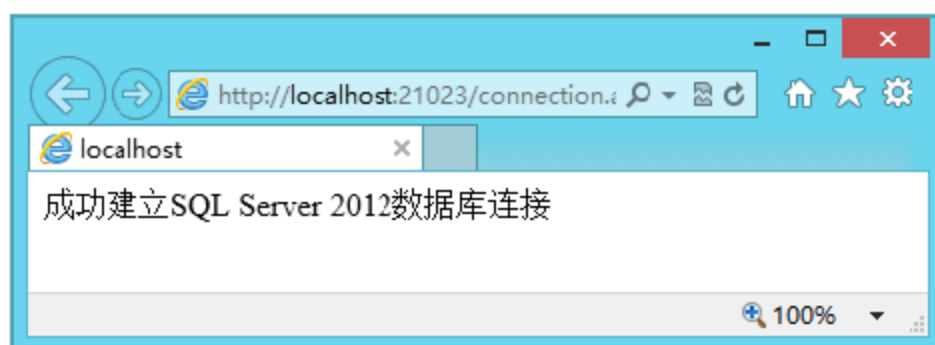 http://localhost:21023/connection.a
localhost
成功建立SQL Server 2012数据库连接
100%